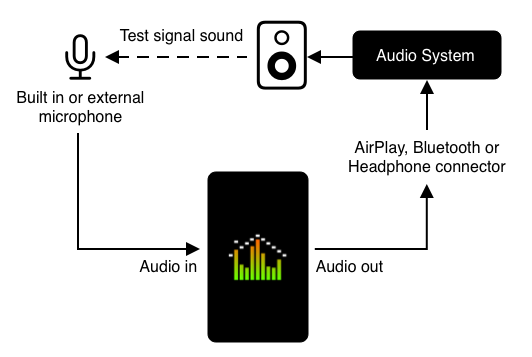 Test signal sound
Audio System
Built in or external
microphone
AirPlay, Bluetooth or
Headphone connector
Audio in
Audio out